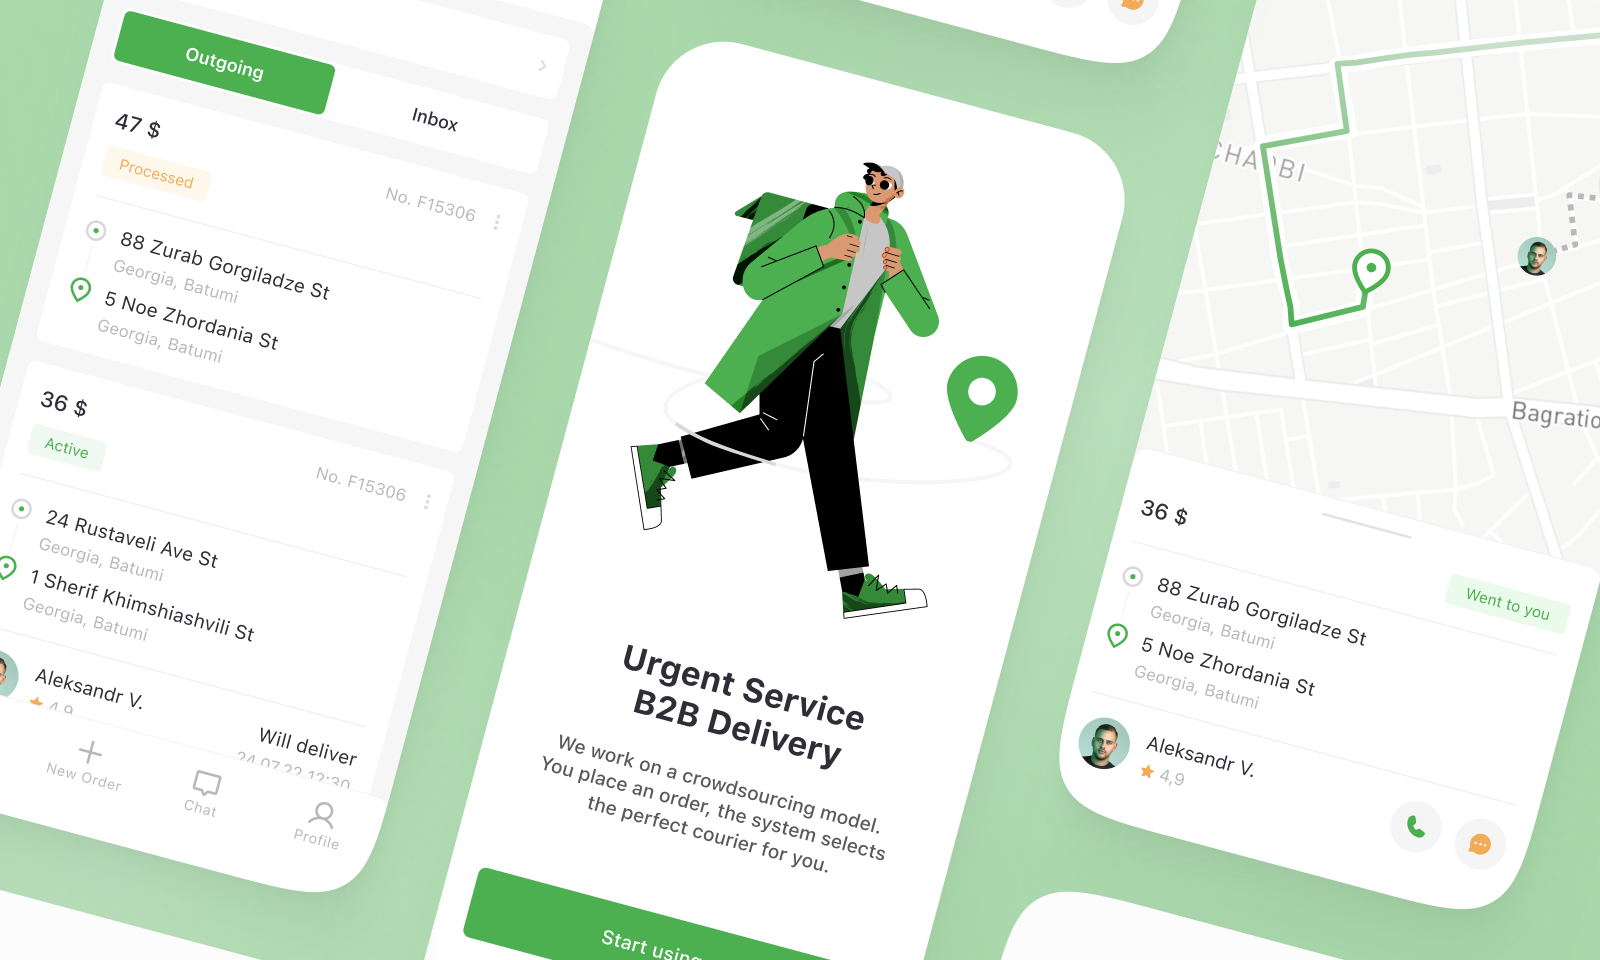 Outgoing
Inbox
47 $
Processed
No. F15306
88 Zurab Gorgiladze St
Georgia, Batumi
5 Noe Zhordania St
Georgia, Batumi
36 $
Active
No. F15306
24 Rustaveli Ave St
Georgia, Batumi
1 Sherif Khimshiashvili St
Georgia, Batumi
Aleksandr V.
4,9
Will deliver
24.07.22 12:30
New Order
Chat
Profile
Urgent Service
B2B Delivery
We work on a crowdsourcing model.
You place an order, the system selects
the perfect courier for you.
Start using
Bagratio
36 $
Went to you
88 Zurab Gorgiladze St
Georgia, Batumi
5 Noe Zhordania St
Georgia, Batumi
Aleksandr V.
4,9